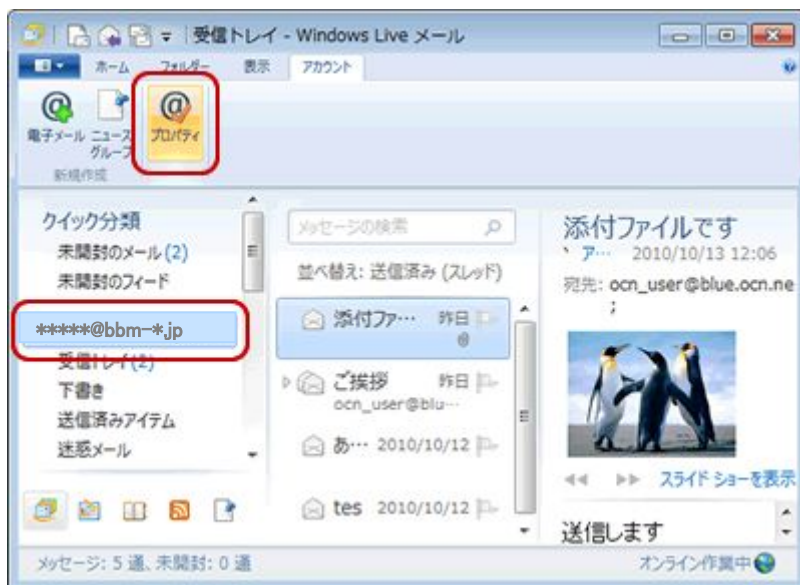 受信トレイ - Windows Live メール
ホーム フォルダー 表示 アカウント
電子メール ニュース グループ プロパティ
新規作成
クイック分類
未開封のメール (2)
未開封のフィード
*****@bbm-*.jp
受信トレイ (2)
下書き
送信済みアイテム
迷惑メール
メッセージの検索
並べ替え: 送信済み (スレッド)
添付ファ… 昨日
ご挨拶 昨日
ocn_user@blu…
あ… 2010/10/12
tes 2010/10/12
添付ファイルです
ア… 2010/10/13 12:06
宛先: ocn_user@blue.ocn.ne
;
スライド ショーを表示
送信します
メッセージ: 5 通、未開封: 0 通
オンライン作業中